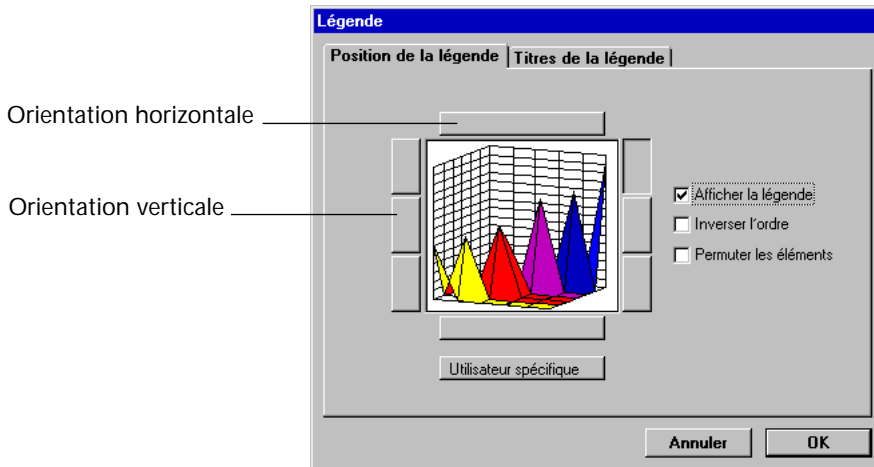 Légende
Position de la légende
Titres de la légende
Orientation horizontale
Orientation verticale
Afficher la légende
Inverser l'ordre
Permuter les éléments
Utilisateur spécifique
Annuler
OK